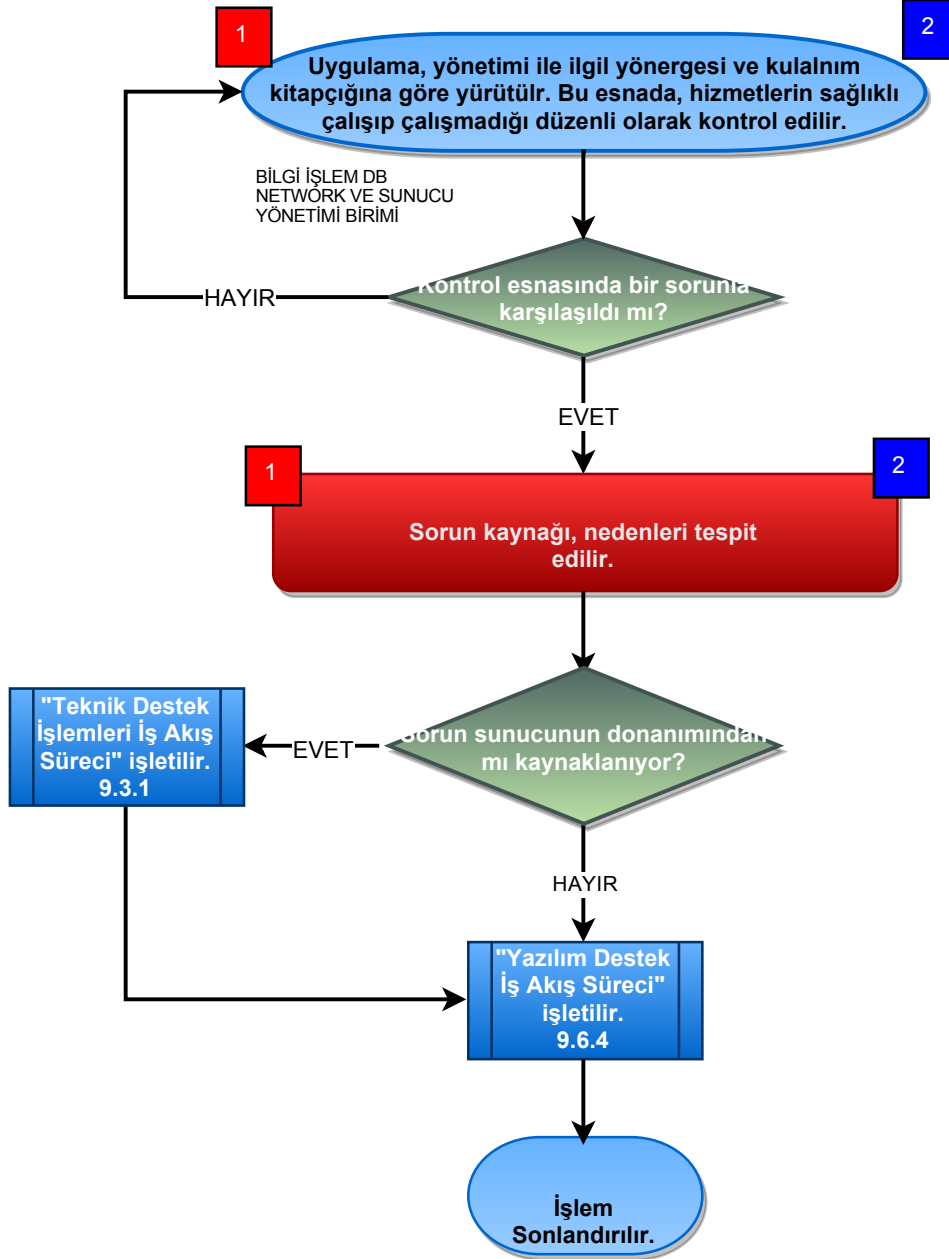 1
2
Uygulama, yönetimi ile ilgil yönergesi ve kulalnım
kitapçığına göre yürütülr. Bu esnada, hizmetlerin sağlıklı
çalışıp çalışmadığı düzenli olarak kontrol edilir.
BİLGİ İŞLEM DB
NETWORK VE SUNUCU
YÖNETİMİ BİRİMİ
Kontrol esnasında bir sorunla
karşılaşıldı mı?
HAYIR
EVET
1
2
Sorun kaynağı, nedenleri tespit
edilir.
Sorun sunucunun donanımından
mı kaynaklanıyor?
EVET
"Teknik Destek
İşlemleri İş Akış
Süreci" işletilir.
9.3.1
HAYIR
"Yazılım Destek
İş Akış Süreci"
işletilir.
9.6.4
İşlem
Sonlandırılır.